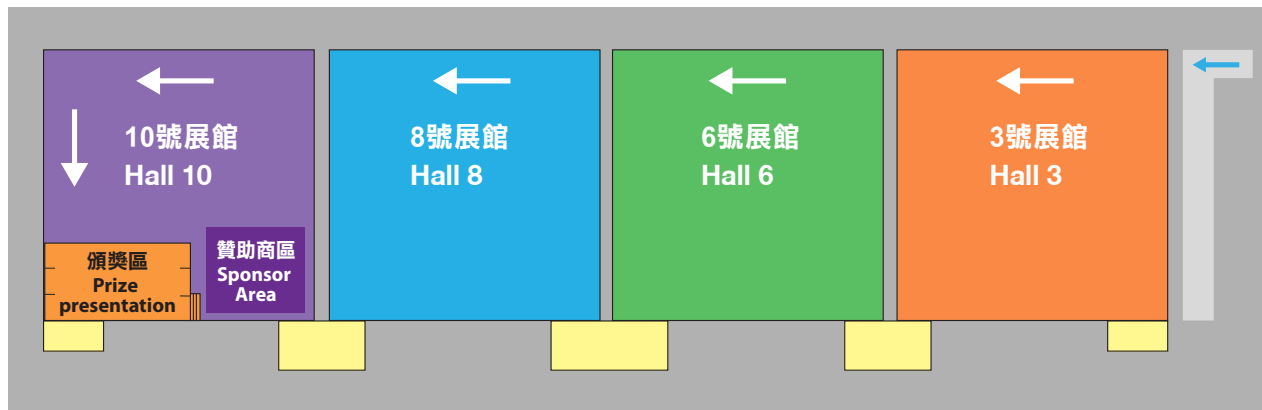 10號展館
Hall 10
頒獎區
Prize
presentation
贊助商區
Sponsor
Area
8號展館
Hall 8
6號展館
Hall 6
3號展館
Hall 3